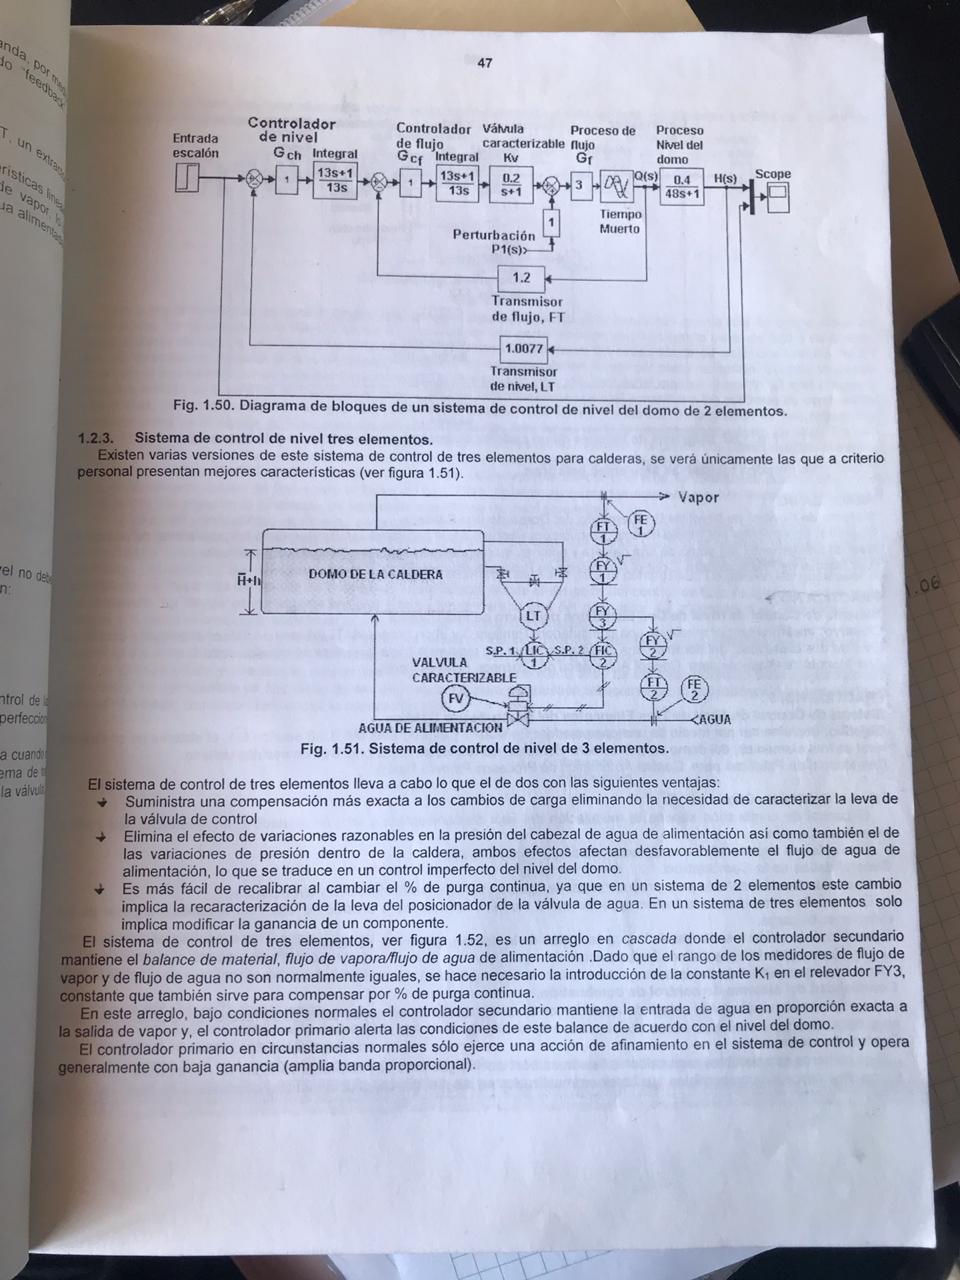 47
Entrada
escalón
Controlador
de nivel
Gch Integral
1
13s+1
13s
Controlador
de flujo
Gcf Integral
1
13s+1
13s
Válvula
caracterizable
Kv
0.2
s+1
Proceso de
flujo
Gf
3
Q(s)
Tiempo
Muerto
Proceso
Nivel del
domo
0.4
48s+1
H(s)
Scope
1
Perturbación
P1(s)
1.2
Transmisor
de flujo, FT
1.0077
Transmisor
de nivel, LT
Fig. 1.50. Diagrama de bloques de un sistema de control de nivel del domo de 2 elementos.
1.2.3. Sistema de control de nivel tres elementos.
Existen varias versiones de este sistema de control de tres elementos para calderas, se verá únicamente las que a criterio
personal presentan mejores características (ver figura 1.51).
Vapor
FT
1
FE
1
FY
1
√
H+h
DOMO DE LA CALDERA
LT
FY
3
FY
2
√
S.P. 1
LIC
1
S.P. 2
FIC
2
VALVULA
CARACTERIZABLE
FV
FT
2
FE
2
AGUA DE ALIMENTACION
AGUA
Fig. 1.51. Sistema de control de nivel de 3 elementos.
El sistema de control de tres elementos lleva a cabo lo que el de dos con las siguientes ventajas:
Suministra una compensación más exacta a los cambios de carga eliminando la necesidad de caracterizar la leva de
la válvula de control
Elimina el efecto de variaciones razonables en la presión del cabezal de agua de alimentación así como también el de
las variaciones de presión dentro de la caldera, ambos efectos afectan desfavorablemente el flujo de agua de
alimentación, lo que se traduce en un control imperfecto del nivel del domo.
Es más fácil de recalibrar al cambiar el % de purga continua, ya que en un sistema de 2 elementos este cambio
implica la recaracterización de la leva del posicionador de la válvula de agua. En un sistema de tres elementos solo
implica modificar la ganancia de un componente.
El sistema de control de tres elementos, ver figura 1.52, es un arreglo en cascada donde el controlador secundario
mantiene el balance de material, flujo de vapora/flujo de agua de alimentación .Dado que el rango de los medidores de flujo de
vapor y de flujo de agua no son normalmente iguales, se hace necesario la introducción de la constante K₁ en el relevador FY3,
constante que también sirve para compensar por % de purga continua.
En este arreglo, bajo condiciones normales el controlador secundario mantiene la entrada de agua en proporción exacta a
la salida de vapor y, el controlador primario alerta las condiciones de este balance de acuerdo con el nivel del domo.
El controlador primario en circunstancias normales sólo ejerce una acción de afinamiento en el sistema de control y opera
generalmente con baja ganancia (amplia banda proporcional).